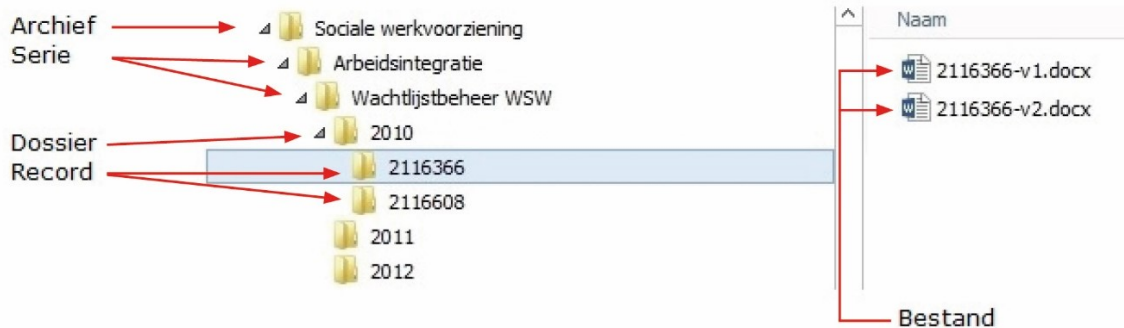 Archief
Serie
Dossier
Record
Sociale werkvoorziening
Arbeidsintegratie
Wachtlijstbeheer WSW
2010
2116366
2116608
2011
2012
Naam
2116366-v1.docx
2116366-v2.docx
Bestand